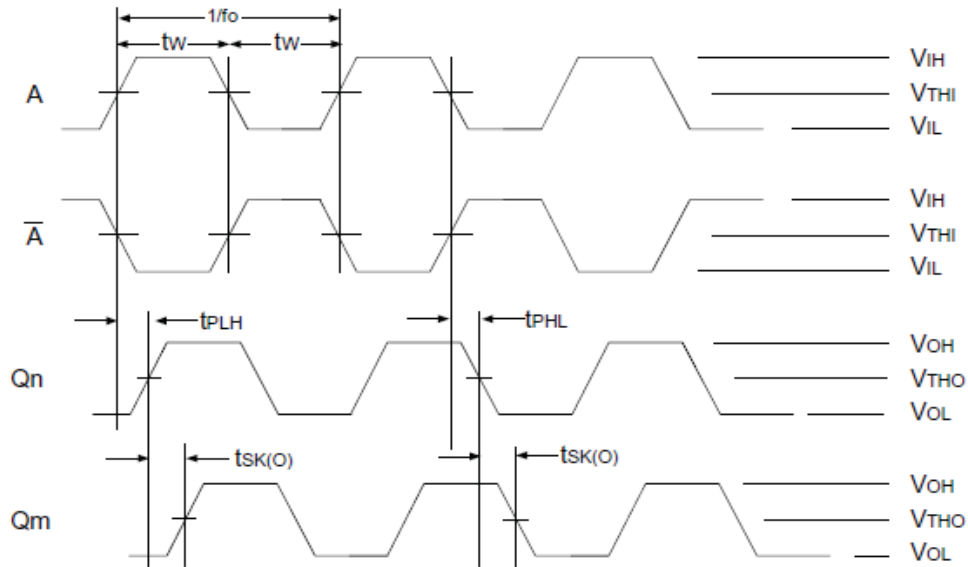 1/fo
tW tW
A
VIH
VTHI
VIL
A
VIH
VTHI
VIL
tPLH
tPHL
Qn
VOH
VTHO
VOL
tSK(O)
tSK(O)
Qm
VOH
VTHO
VOL